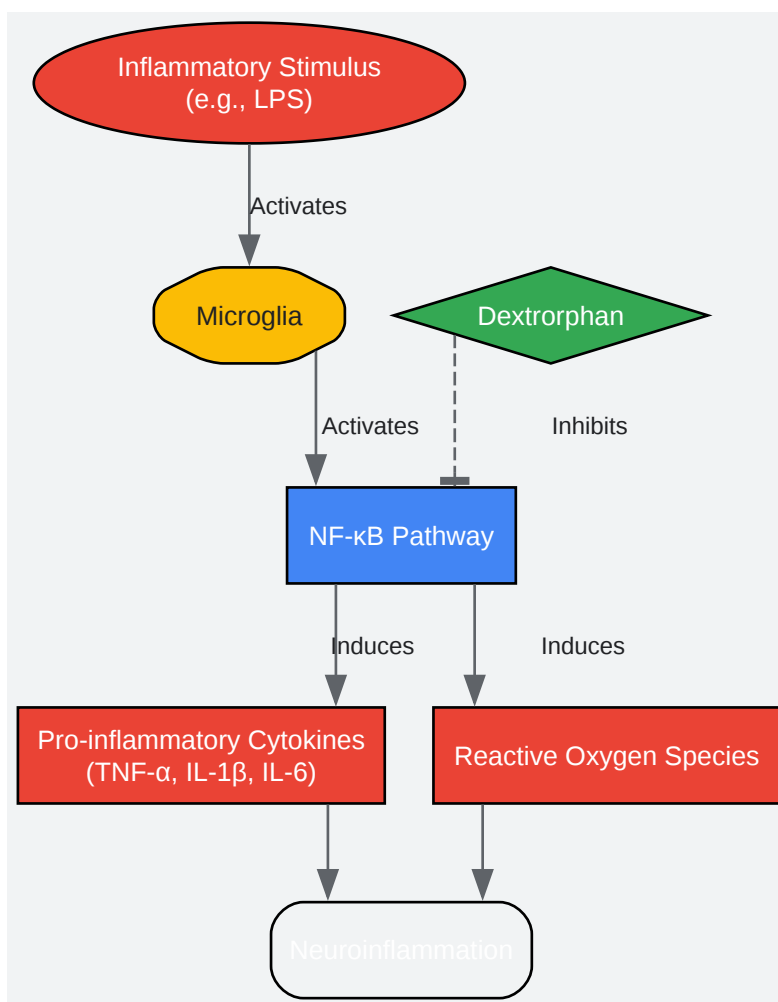 Inflammatory Stimulus
(e.g., LPS)
Activates
Microglia
Dextrorphan
Activates
Inhibits
NF-κB Pathway
Induces
Induces
Pro-inflammatory Cytokines
(TNF-α, IL-1β, IL-6)
Reactive Oxygen Species
Neuroinflammation